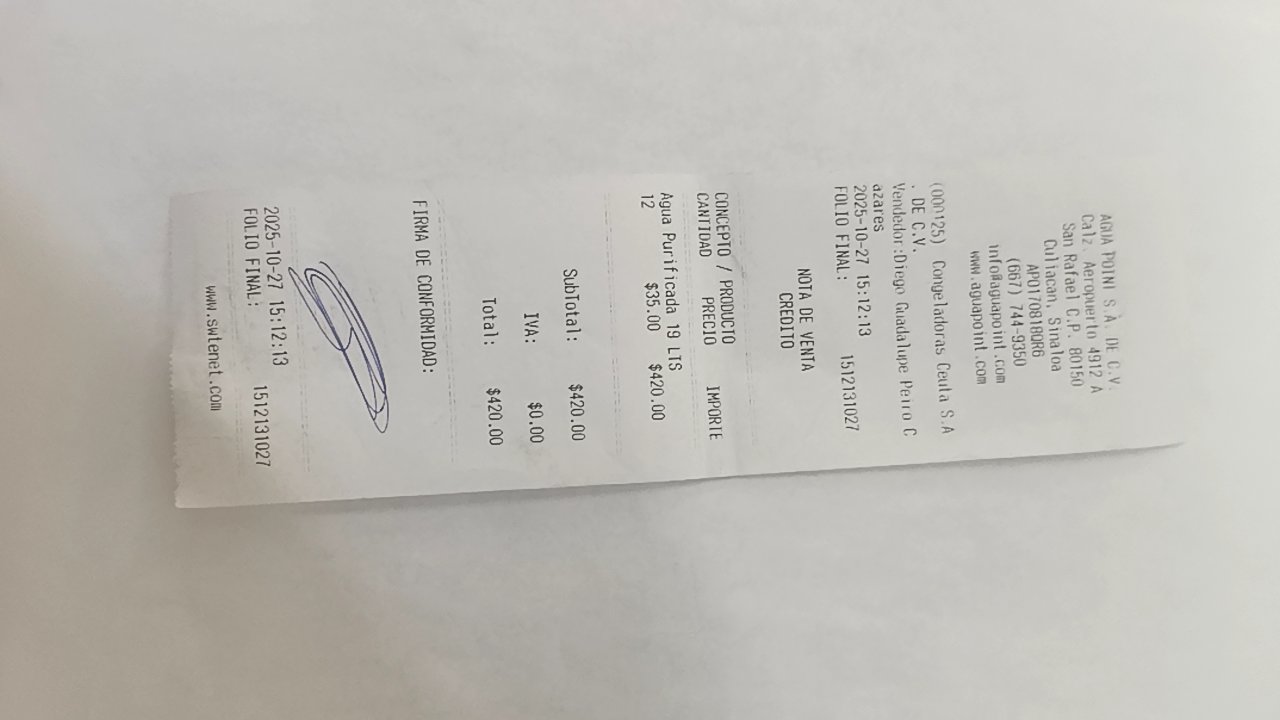 AGUA POINT S.A. DE C.V.
Calz. Aeropuerto 4912 A
San Rafael C.P. 80150
Culiacan, Sinaloa
APO170818QR6
(667) 744-9350
info@aguapoint.com
www.aguapoint.com
(000125) Congeladoras Ceuta S.A
. DE C.V.
Vendedor:Diego Guadalupe Peiro C
azares
2025-10-27 15:12:13
FOLIO FINAL: 1512131027
NOTA DE VENTA
CREDITO
CONCEPTO / PRODUCTO
CANTIDAD PRECIO IMPORTE
Agua Purificada 19 LTS
12 $35.00 $420.00
SubTotal: $420.00
IVA: $0.00
Total: $420.00
FIRMA DE CONFORMIDAD:
2025-10-27 15:12:13
FOLIO FINAL: 1512131027
www.swtenet.com